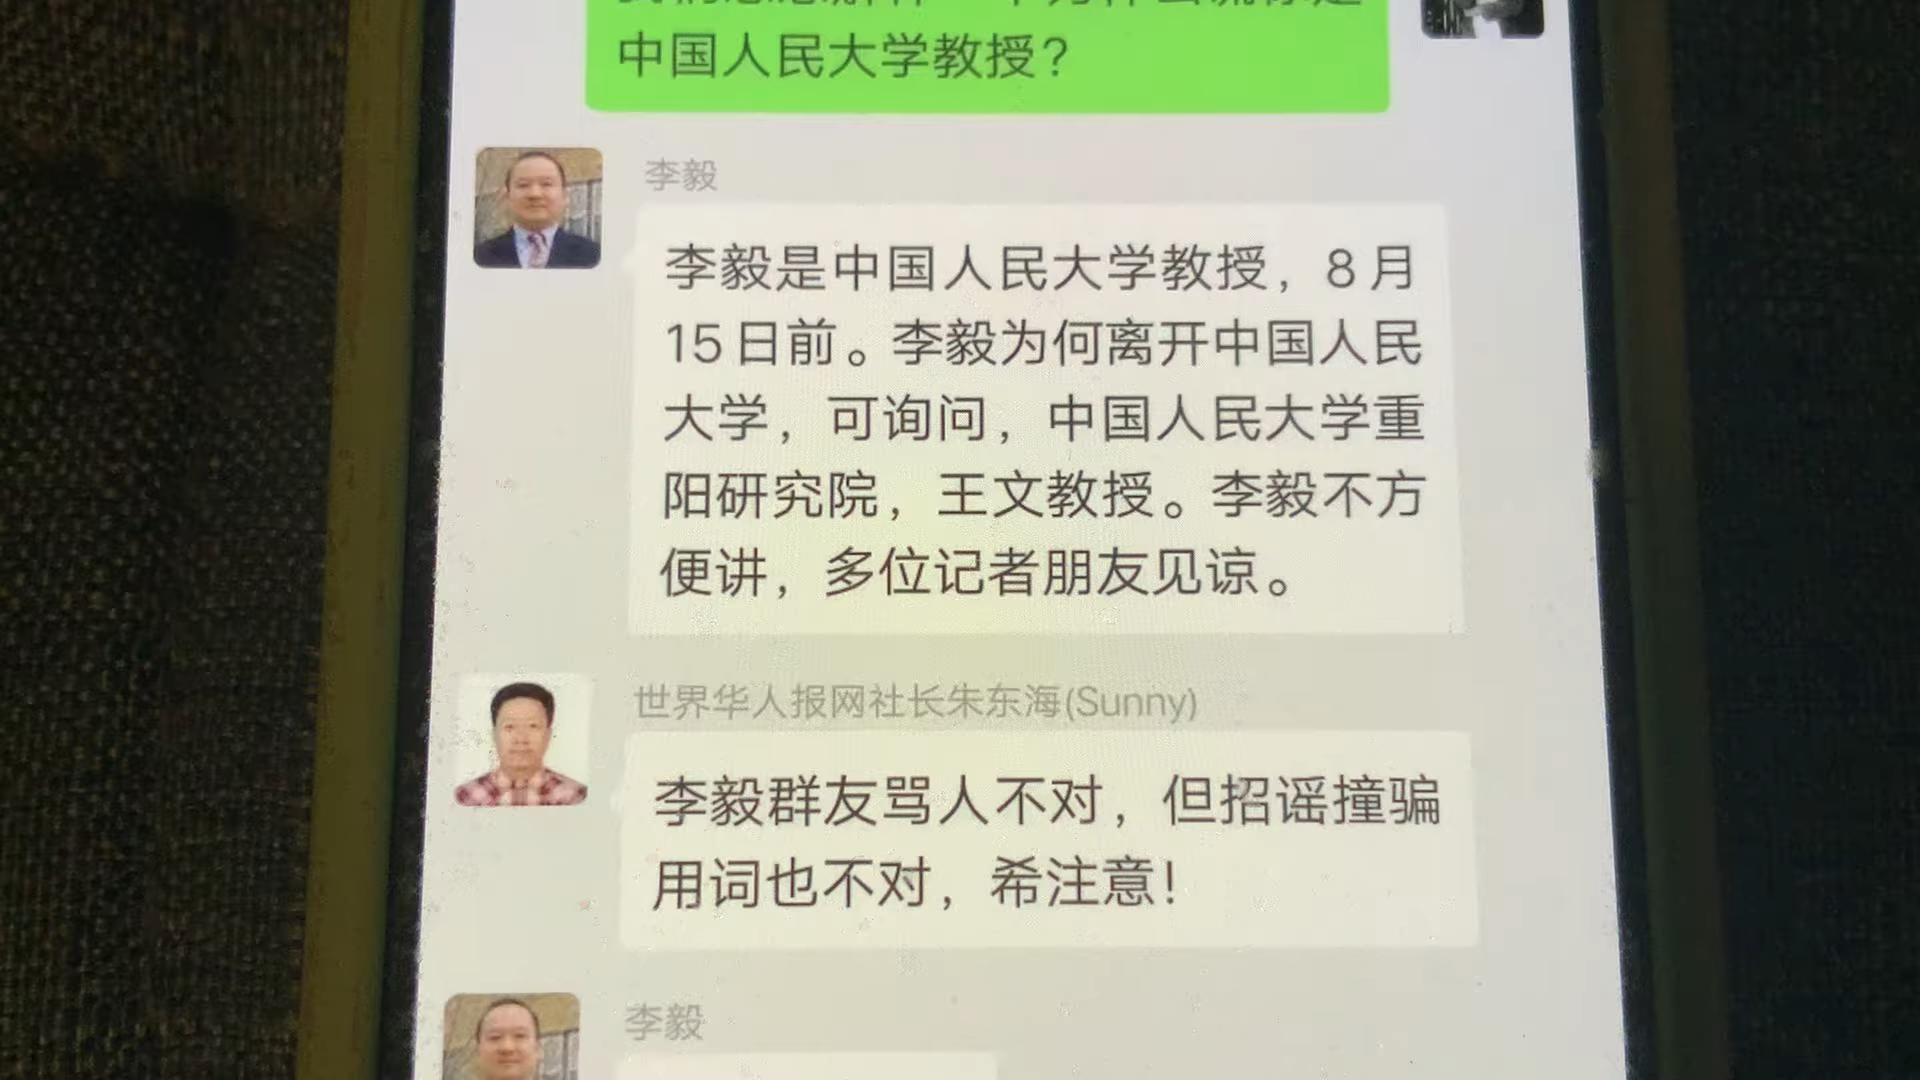 中国人民大学教授？
李毅
李毅是中国人民大学教授，8月
15日前。李毅为何离开中国人民
大学，可询问，中国人民大学重
阳研究院，王文教授。李毅不方
便讲，多位记者朋友见谅。
世界华人报网社长朱东海(Sunny)
李毅群友骂人不对，但招谣撞骗
用词也不对，希注意！
李毅